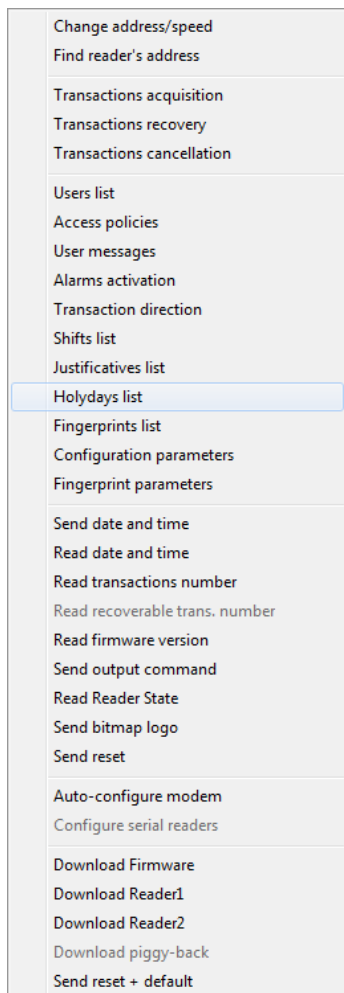 Change address/speed
Find reader's address
Transactions acquisition
Transactions recovery
Transactions cancellation
Users list
Access policies
User messages
Alarms activation
Transaction direction
Shifts list
Justificatives list
Holydays list
Fingerprints list
Configuration parameters
Fingerprint parameters
Send date and time
Read date and time
Read transactions number
Read recoverable trans. number
Read firmware version
Send output command
Read Reader State
Send bitmap logo
Send reset
Auto-configure modem
Configure serial readers
Download Firmware
Download Reader1
Download Reader2
Download piggy-back
Send reset + default